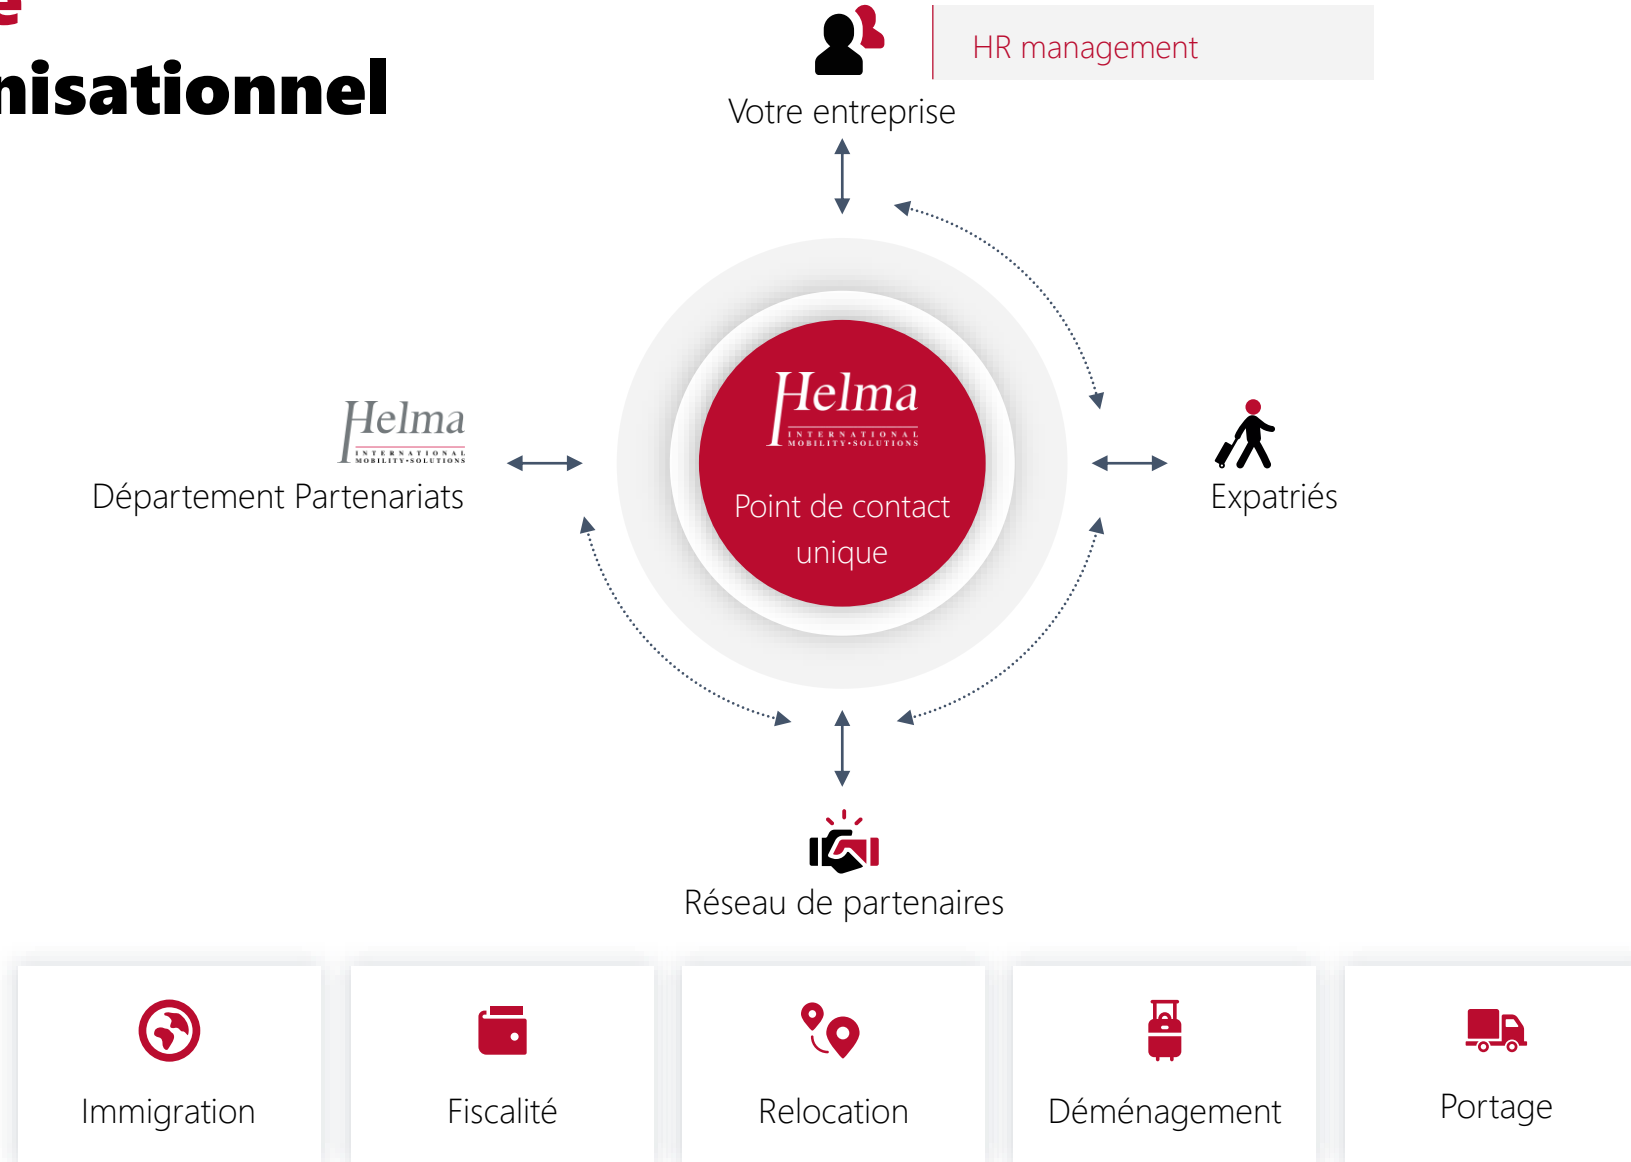 e
nisationnel
HR management
Votre entreprise
Helma
INTERNATIONAL
MOBILITY•SOLUTIONS
Département Partenariats
Helma
INTERNATIONAL
MOBILITY•SOLUTIONS
Point de contact
unique
Expatriés
Réseau de partenaires
Immigration
Fiscalité
Relocation
Déménagement
Portage